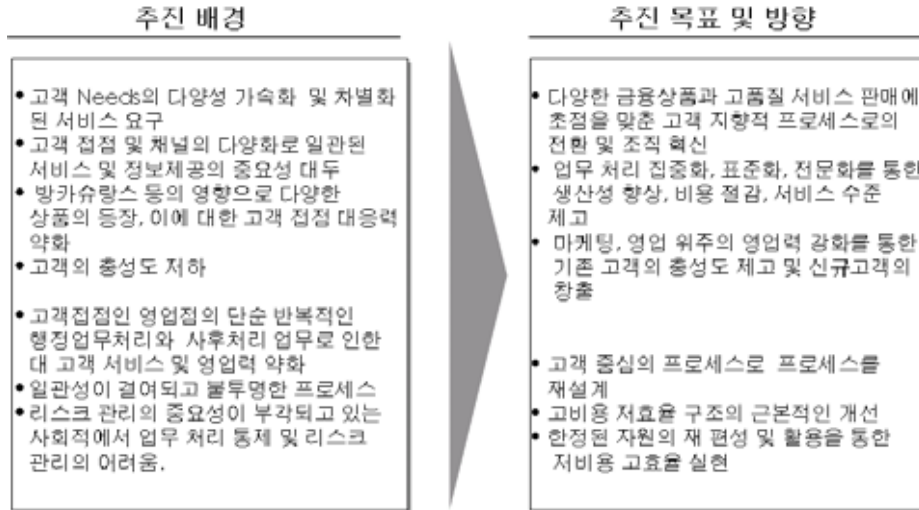 추진 배경
• 고객 Needs의 다양성 가속화 및 차별화
된 서비스 요구
• 고객 접점 및 채널의 다양화로 일관된
서비스 및 정보제공의 중요성 대두
• 방카슈랑스 등의 영향으로 다양한
상품의 등장, 이에 대한 고객 접점 대응력
약화
• 고객의 충성도 저하
• 고객접점인 영업점의 단순 반복적인
행정업무처리와 사후처리 업무로 인한
대 고객 서비스 및 영업력 약화
• 일관성이 결여되고 불투명한 프로세스
• 리스크 관리의 중요성이 부각되고 있는
사회적에서 업무 처리 통제 및 리스크
관리의 어려움.
추진 목표 및 방향
• 다양한 금융상품과 고품질 서비스 판매에
초점을 맞춘 고객 지향적 프로세스로의
전환 및 조직 혁신
• 업무 처리 집중화, 표준화, 전문화를 통한
생산성 향상, 비용 절감, 서비스 수준
제고
• 마케팅, 영업 위주의 영업력 강화를 통한
기존 고객의 충성도 제고 및 신규고객의
창출
• 고객 중심의 프로세스로 프로세스를
재설계
• 고비용 저효율 구조의 근본적인 개선
• 한정된 자원의 재 편성 및 활용을 통한
저비용 고효율 실현